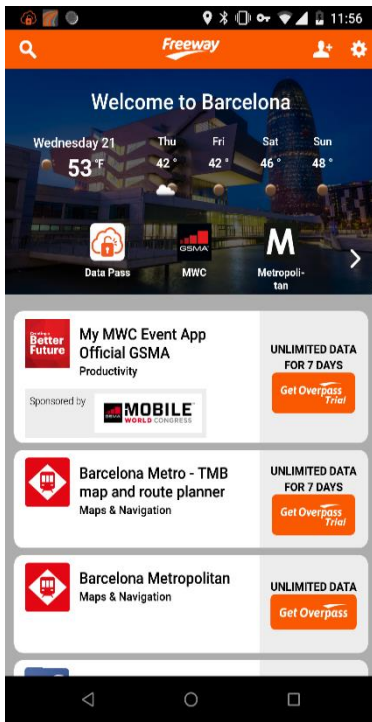 11:56
Freeway
Welcome to Barcelona
Wednesday 21
53°F
Thu
Fri
Sat
Sun
42°
42°
46°
48°
GSMA
M
Data Pass
MWC
Metropoli-
tan
Creating a
Better
Future
My MWC Event App
Official GSMA
Productivity
Sponsored by
GSMA
MOBILE
WORLD CONGRESS
UNLIMITED DATA
FOR 7 DAYS
Get Overpass
Trial
Barcelona Metro - TMB
map and route planner
Maps & Navigation
UNLIMITED DATA
FOR 7 DAYS
Get Overpass
Trial
Barcelona Metropolitan
Maps & Navigation
UNLIMITED DATA
Get Overpass